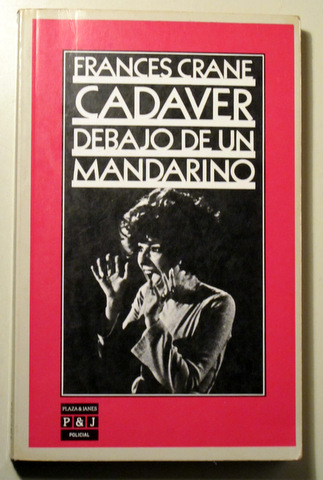 FRANCES CRANE
CADAVER
DEBAJO DE UN
MANDARINO
PLAZA & JANES
P & J
POLICIAL